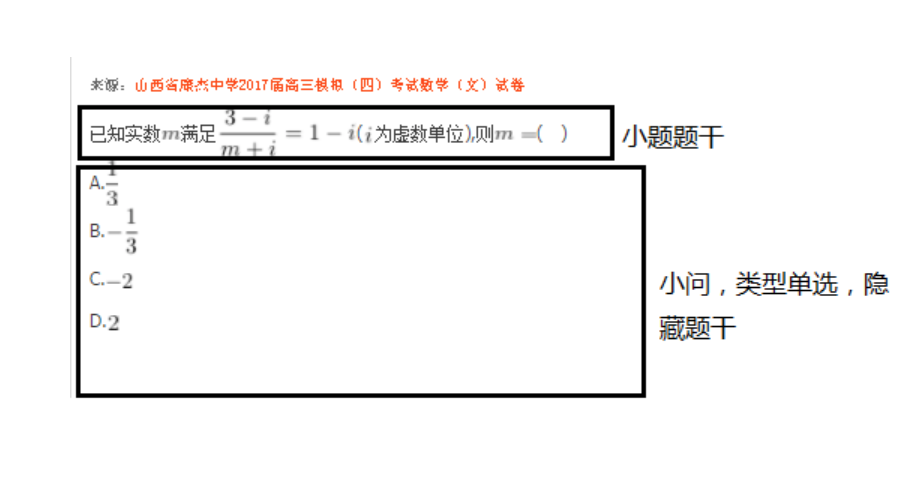 来源：山西省康杰中学2017届高三模拟（四）考试数学（文）试卷
已知实数m满足 \frac{3-i}{m+i} = 1-i(i为虚数单位),则m=( )
小题题干
A. \frac{1}{3}
B. -\frac{1}{3}
C. -2
D. 2
小问，类型单选，隐
藏题干